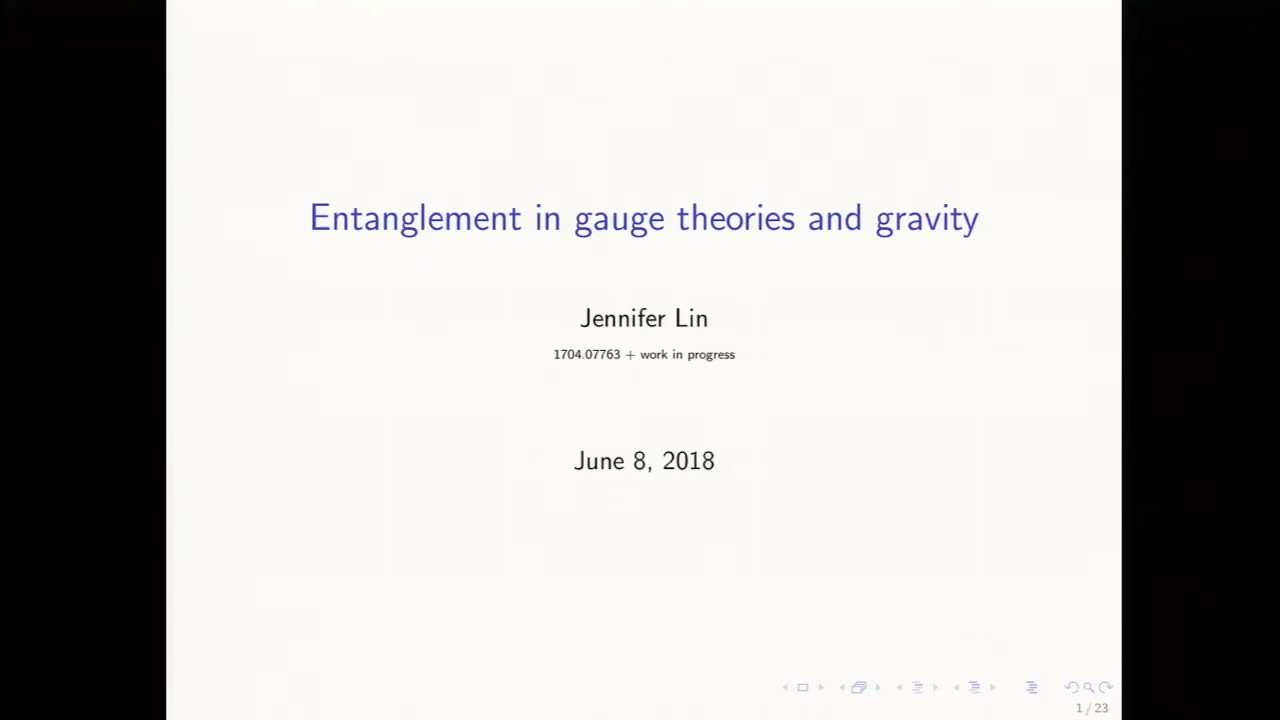 Entanglement in gauge theories and gravity
Jennifer Lin
1704.07763 + work in progress
June 8, 2018
1 / 23